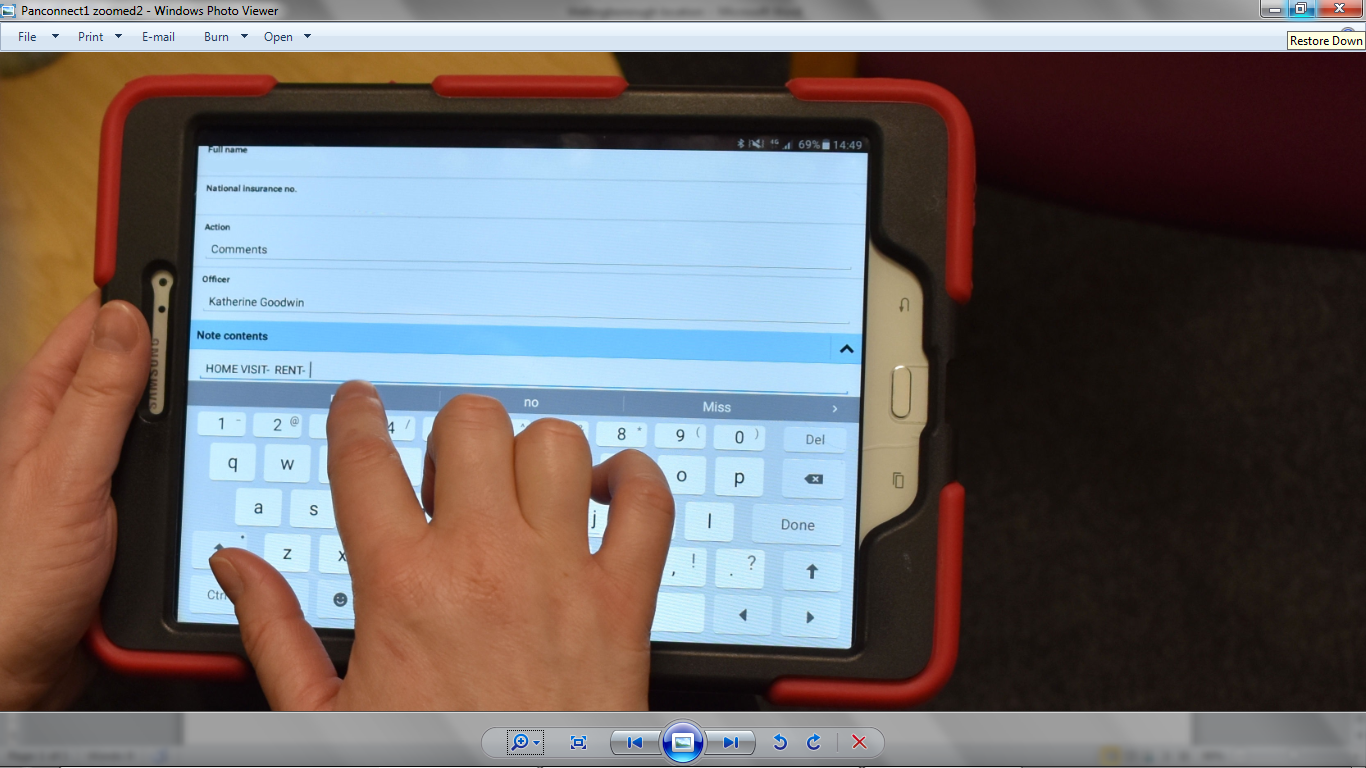 Panconnect1 zoomed2 - Windows Photo Viewer
File Print E-mail Burn Open
Restore Down
4G 69% 14:49
Full name
National insurance no.
Action
Comments
Officer
Katherine Goodwin
Note contents
HOME VISIT- RENT-
no Miss ›
1 - 2 @ 4 / 8 * 9 ( 0 ) Del
q w o p
a s j l Done
z x , ! . ?
Ctrl
SAMSUNG